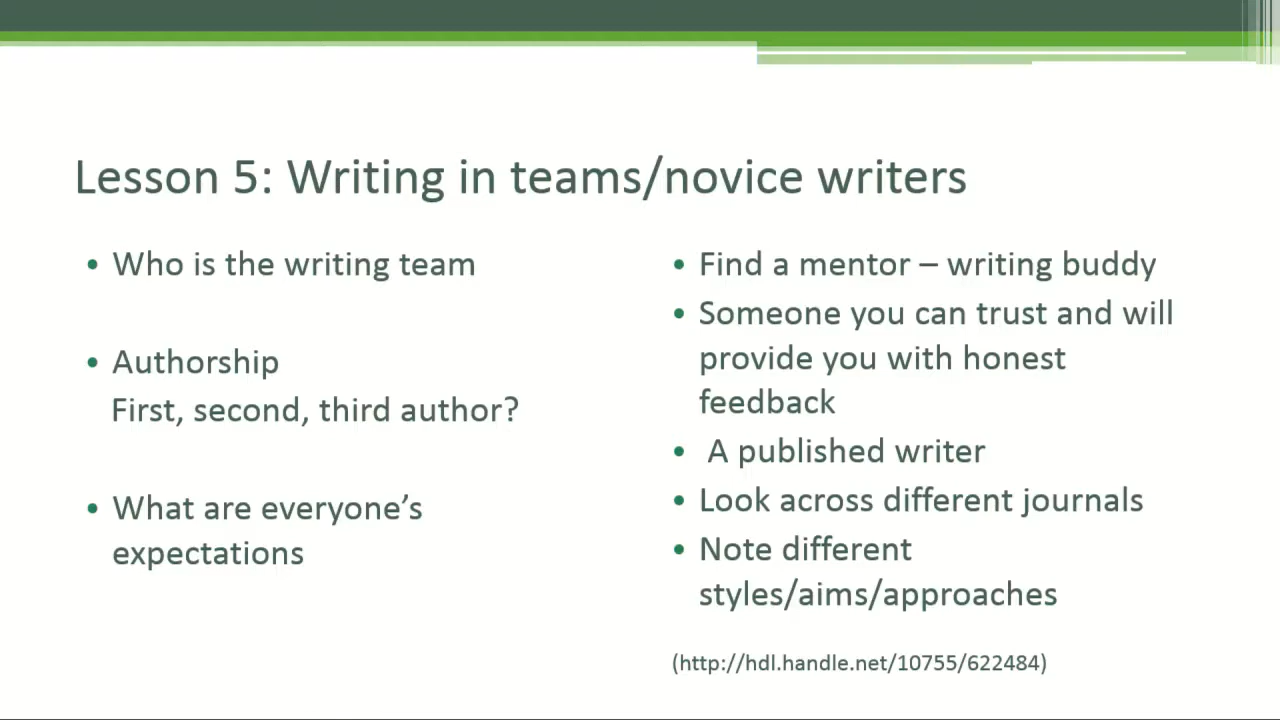 Lesson 5: Writing in teams/novice writers
• Who is the writing team
• Authorship
First, second, third author?
• What are everyone’s
expectations
• Find a mentor – writing buddy
• Someone you can trust and will
provide you with honest
feedback
• A published writer
• Look across different journals
• Note different
styles/aims/approaches
(http://hdl.handle.net/10755/622484)